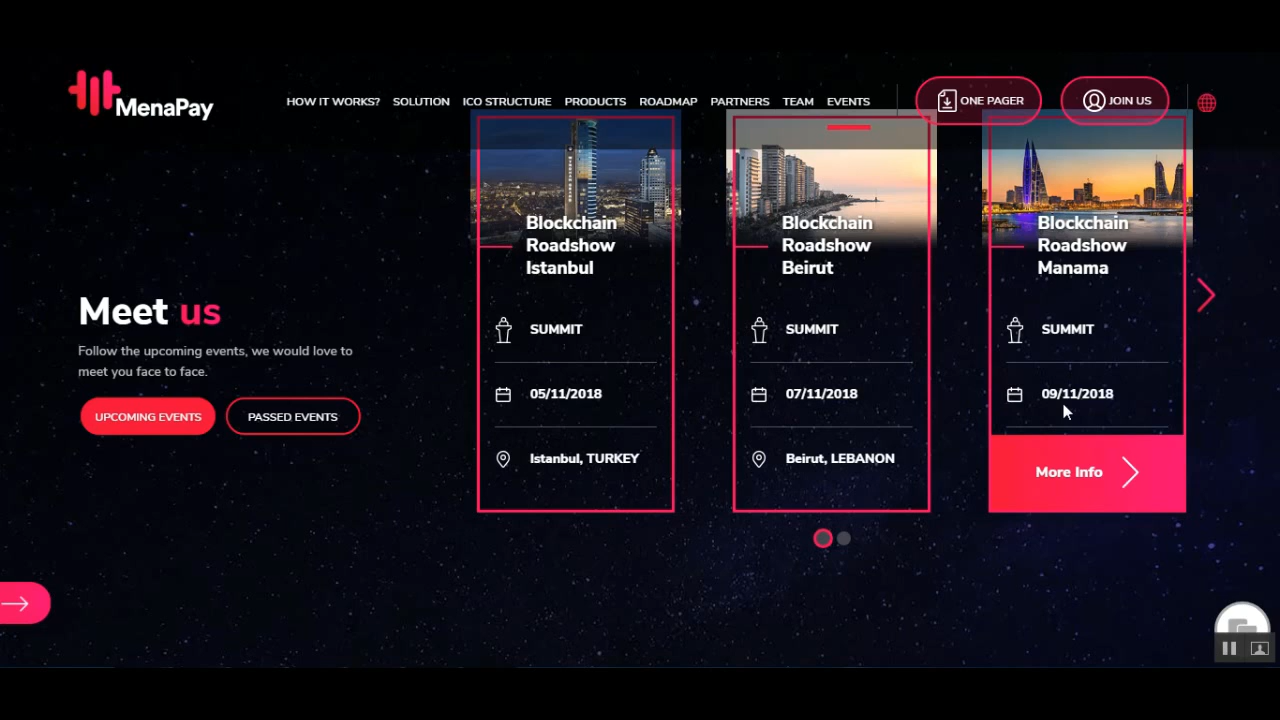 MenaPay
HOW IT WORKS? SOLUTION ICO STRUCTURE PRODUCTS ROADMAP PARTNERS TEAM EVENTS
ONE PAGER
JOIN US
Meet us
Follow the upcoming events, we would love to
meet you face to face.
UPCOMING EVENTS
PASSED EVENTS
Blockchain
Roadshow
Istanbul
SUMMIT
05/11/2018
Istanbul, TURKEY
Blockchain
Roadshow
Beirut
SUMMIT
07/11/2018
Beirut, LEBANON
Blockchain
Roadshow
Manama
SUMMIT
09/11/2018
More Info